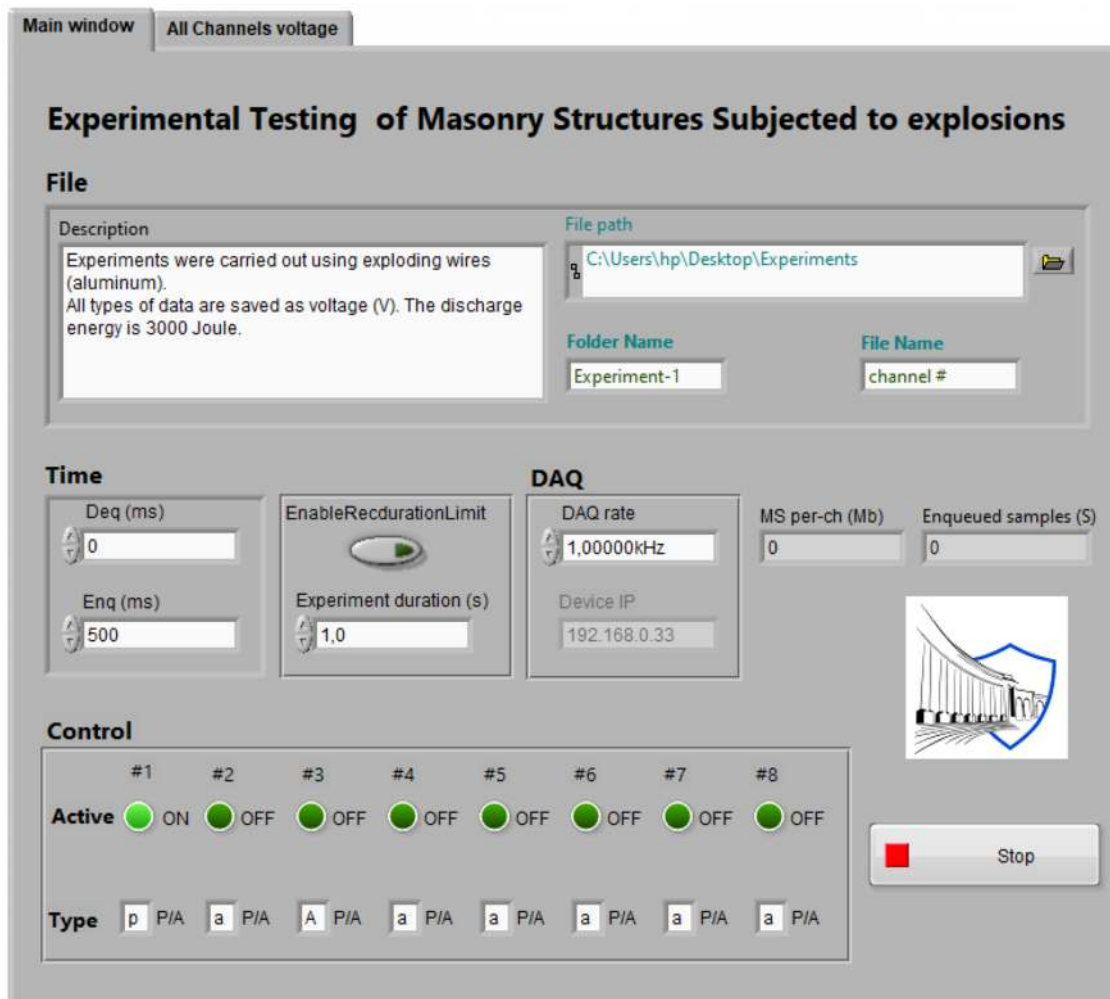 Main window
All Channels voltage
Experimental Testing of Masonry Structures Subjected to explosions
File
Description
Experiments were carried out using exploding wires
(aluminum).
All types of data are saved as voltage (V). The discharge
energy is 3000 Joule.
File path
C:\Users\hp\Desktop\Experiments
Folder Name
File Name
Experiment-1
channel #
Time
DAQ
Deq (ms)
0
Enq (ms)
500
EnableRecdurationLimit
Experiment duration (s)
1,0
DAQ rate
1,00000kHz
Device IP
192.168.0.33
MS per-ch (Mb)
0
Enqueued samples (S)
0
Control
#1 #2 #3 #4 #5 #6 #7 #8
Active ON OFF OFF OFF OFF OFF OFF OFF
Type p P/A a P/A A P/A a P/A a P/A a P/A a P/A a P/A
Stop